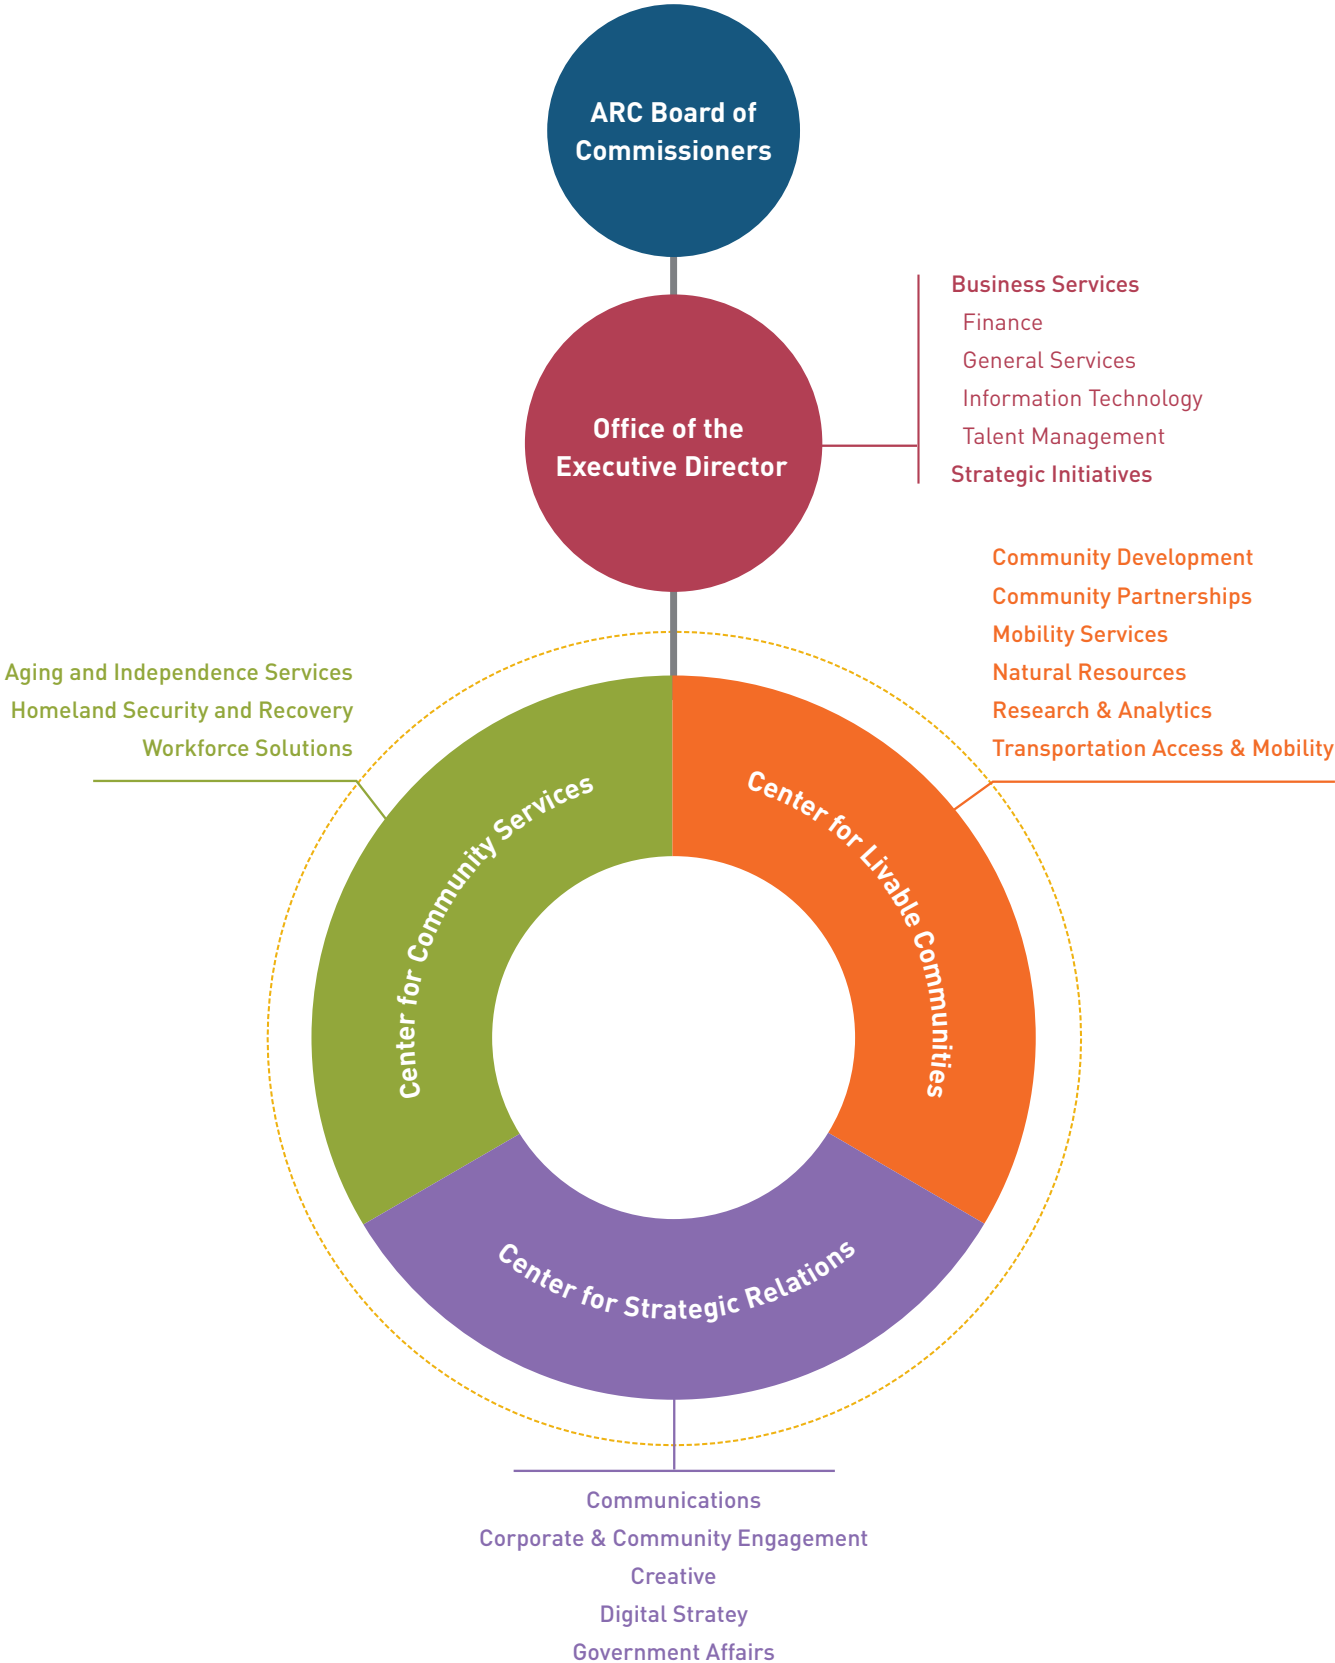 ARC Board of
Commissioners
Business Services
Finance
General Services
Information Technology
Talent Management
Strategic Initiatives
Office of the
Executive Director
Community Development
Community Partnerships
Mobility Services
Natural Resources
Research & Analytics
Transportation Access & Mobility
Aging and Independence Services
Homeland Security and Recovery
Workforce Solutions
Center for Community Services
Center for Livable Communities
Center for Strategic Relations
Communications
Corporate & Community Engagement
Creative
Digital Stratey
Government Affairs